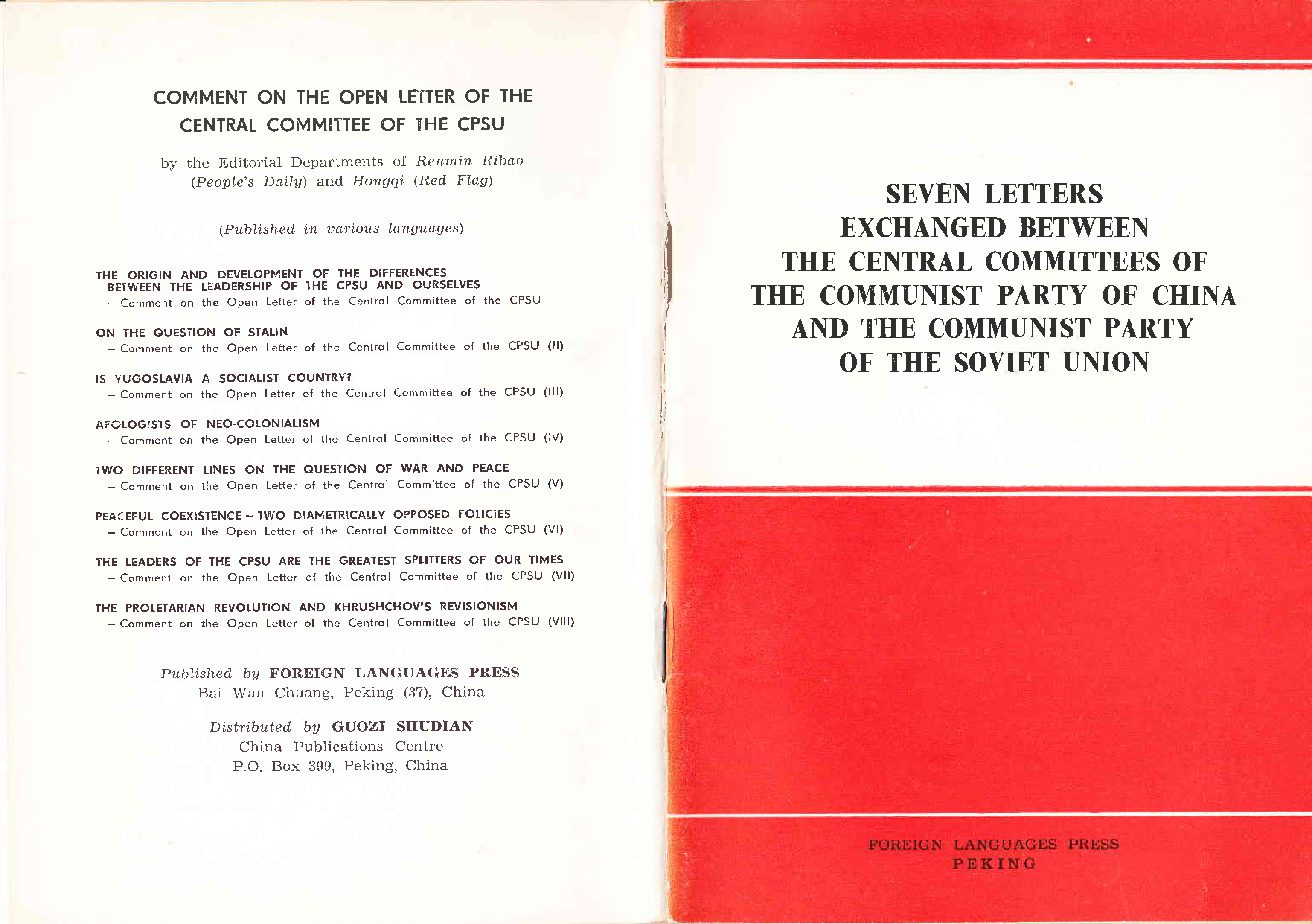 COMMENT ON THE OPEN LETTER OF THE
CENTRAL COMMITTEE OF THE CPSU
by the Editorial Departments of Renmin Ribao
(People's Daily) and Hongqi (Red Flag)
(Published in various languages)
THE ORIGIN AND DEVELOPMENT OF THE DIFFERENCES
BETWEEN THE LEADERSHIP OF THE CPSU AND OURSELVES
– Comment on the Open Letter of the Central Committee of the CPSU
ON THE QUESTION OF STALIN
– Comment on the Open Letter of the Central Committee of the CPSU (II)
IS YUGOSLAVIA A SOCIALIST COUNTRY?
– Comment on the Open Letter of the Central Committee of the CPSU (III)
APOLOGISTS OF NEO-COLONIALISM
– Comment on the Open Letter of the Central Committee of the CPSU (IV)
TWO DIFFERENT LINES ON THE QUESTION OF WAR AND PEACE
– Comment on the Open Letter of the Central Committee of the CPSU (V)
PEACEFUL COEXISTENCE – TWO DIAMETRICALLY OPPOSED POLICIES
– Comment on the Open Letter of the Central Committee of the CPSU (VI)
THE LEADERS OF THE CPSU ARE THE GREATEST SPLITTERS OF OUR TIMES
– Comment on the Open Letter of the Central Committee of the CPSU (VII)
THE PROLETARIAN REVOLUTION AND KHRUSHCHOV'S REVISIONISM
– Comment on the Open Letter of the Central Committee of the CPSU (VIII)
Published by FOREIGN LANGUAGES PRESS
Bai Wan Chuang, Peking (37), China
Distributed by GUOZI SHUDIAN
China Publications Centre
P.O. Box 399, Peking, China
SEVEN LETTERS
EXCHANGED BETWEEN
THE CENTRAL COMMITTEES OF
THE COMMUNIST PARTY OF CHINA
AND THE COMMUNIST PARTY
OF THE SOVIET UNION
FOREIGN LANGUAGES PRESS
PEKING